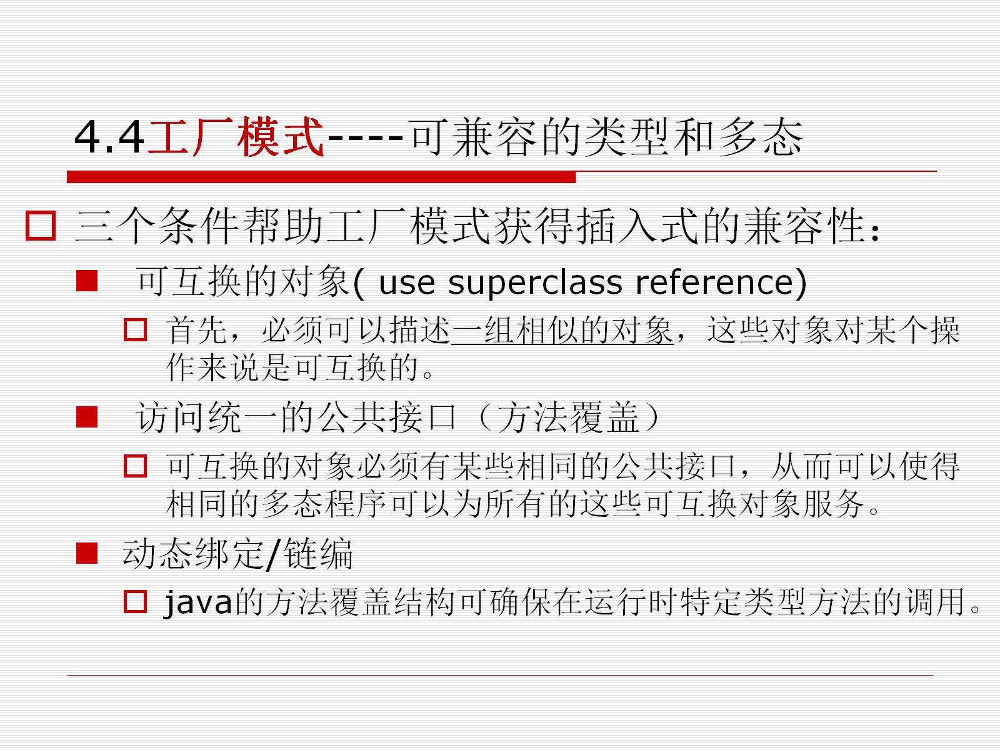 4.4工厂模式----可兼容的类型和多态
三个条件帮助工厂模式获得插入式的兼容性：
可互换的对象( use superclass reference)
首先，必须可以描述一组相似的对象，这些对象对某个操
作来说是可互换的。
访问统一的公共接口（方法覆盖）
可互换的对象必须有某些相同的公共接口，从而可以使得
相同的多态程序可以为所有的这些可互换对象服务。
动态绑定/链编
java的方法覆盖结构可确保在运行时特定类型方法的调用。